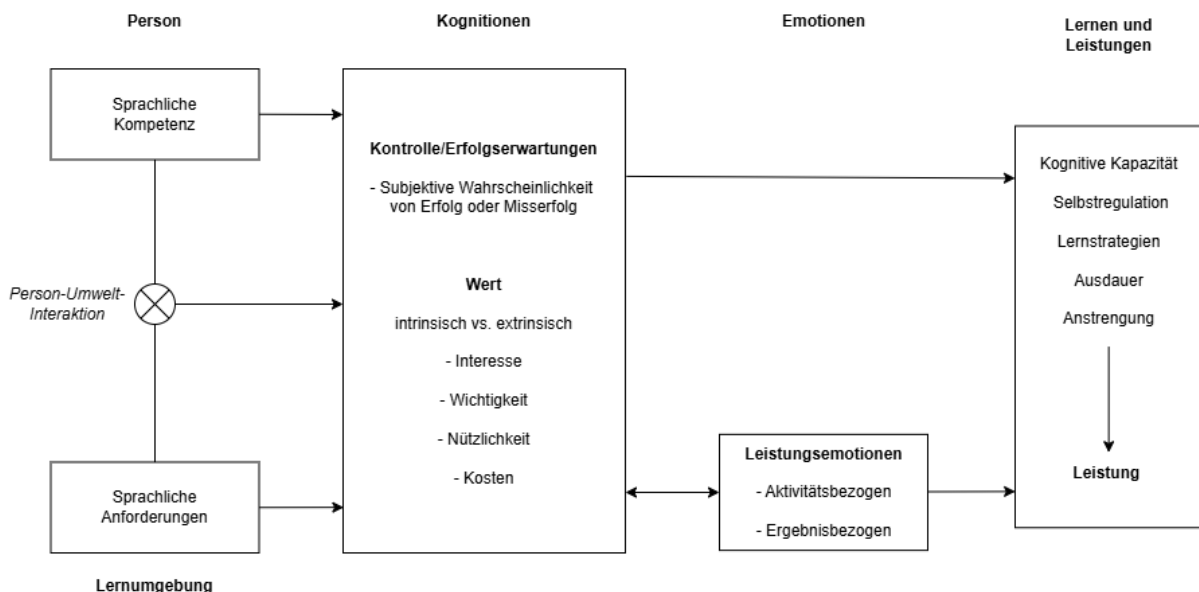 Person
Kognitionen
Emotionen
Lernen und
Leistungen
Sprachliche
Kompetenz
Person-Umwelt-
Interaktion
Sprachliche
Anforderungen
Lernumgebung
Kontrolle/Erfolgserwartungen
- Subjektive Wahrscheinlichkeit
von Erfolg oder Misserfolg
Wert
intrinsisch vs. extrinsisch
- Interesse
- Wichtigkeit
- Nützlichkeit
- Kosten
Leistungsemotionen
- Aktivitätsbezogen
- Ergebnisbezogen
Kognitive Kapazität
Selbstregulation
Lernstrategien
Ausdauer
Anstrengung
Leistung